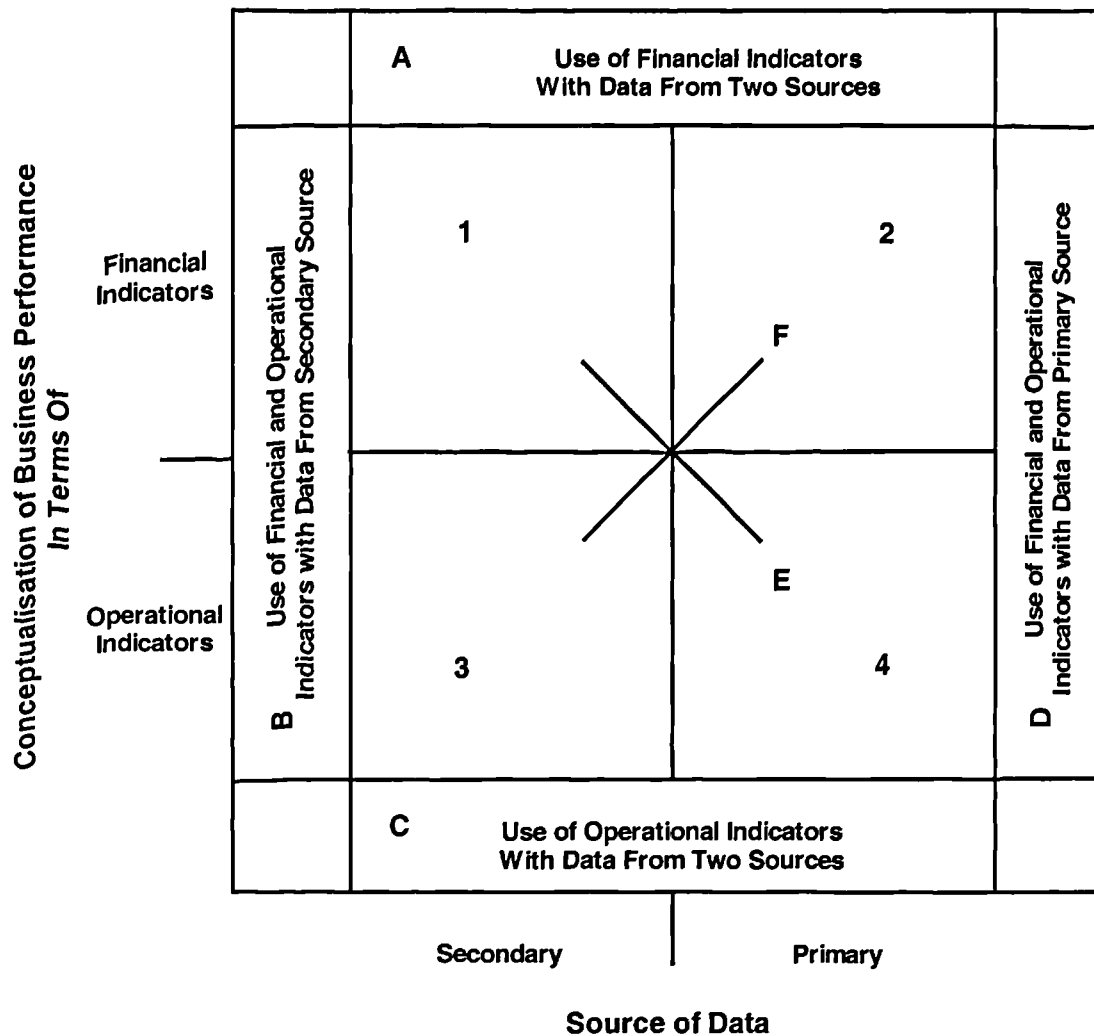 A
Use of Financial Indicators
With Data From Two Sources
Conceptualisation of Business Performance
In Terms Of
Financial
Indicators
Operational
Indicators
B
Use of Financial and Operational
Indicators with Data From Secondary Source
1
2
F
E
3
4
D
Use of Financial and Operational
Indicators with Data From Primary Source
C
Use of Operational Indicators
With Data From Two Sources
Secondary
Primary
Source of Data